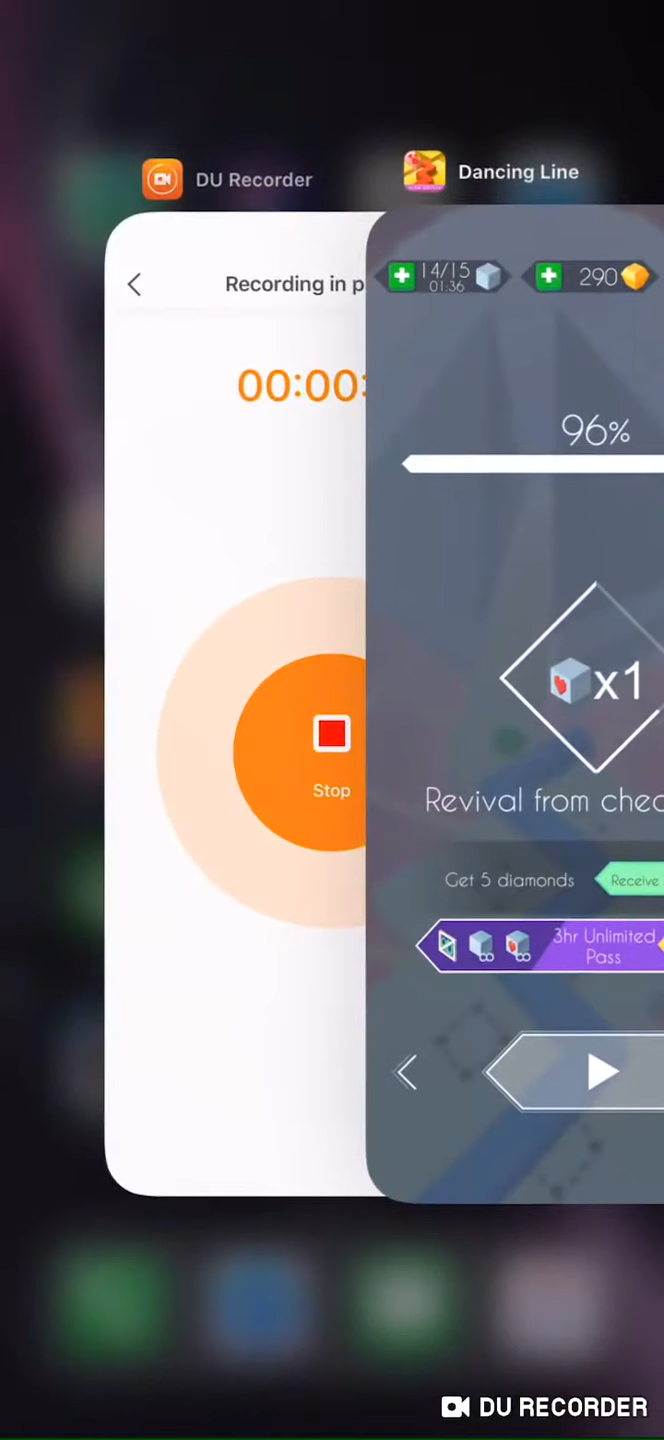 DU Recorder
Dancing Line
Recording in p
00:00:
Stop
14/15
01:36
290
96%
x1
Revival from chec
Get 5 diamonds
Receive
3hr Unlimited
Pass
DU RECORDER